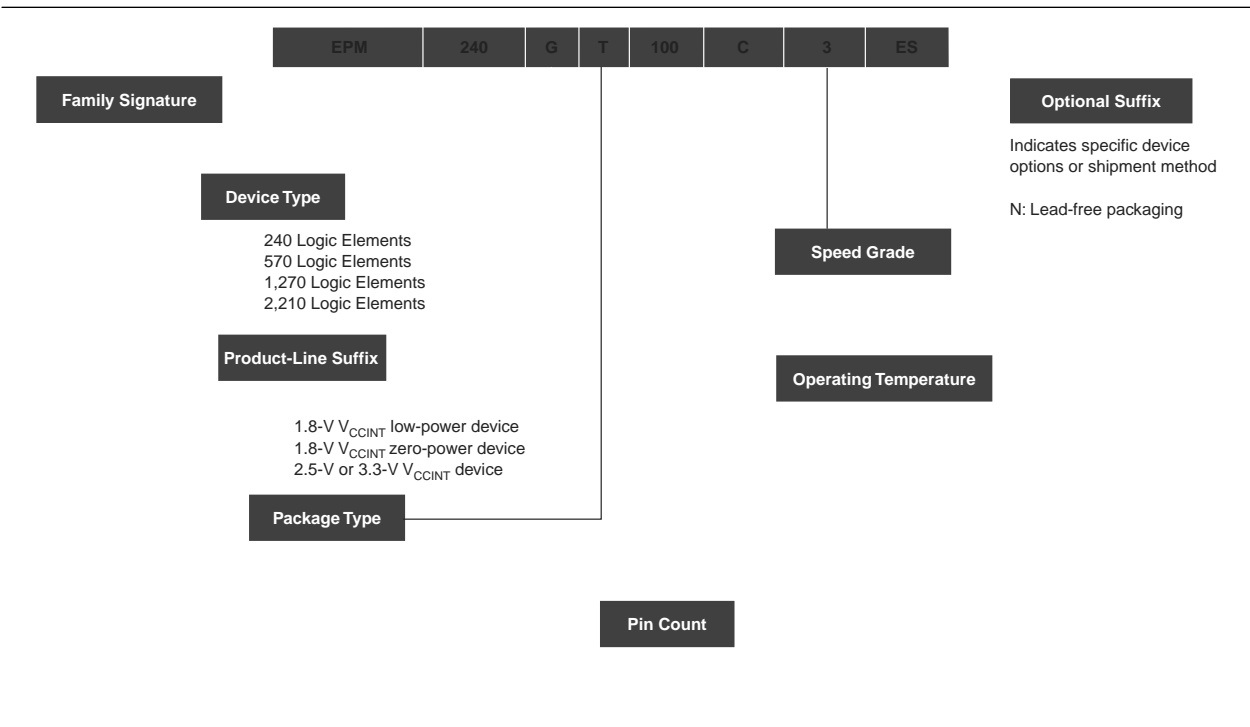 EPM 240 G T 100 C 3 ES
Family Signature
Optional Suffix
Indicates specific device
options or shipment method
N: Lead-free packaging
Device Type
240 Logic Elements
570 Logic Elements
1,270 Logic Elements
2,210 Logic Elements
Speed Grade
Product-Line Suffix
Operating Temperature
1.8-V VCCINT low-power device
1.8-V VCCINT zero-power device
2.5-V or 3.3-V VCCINT device
Package Type
Pin Count